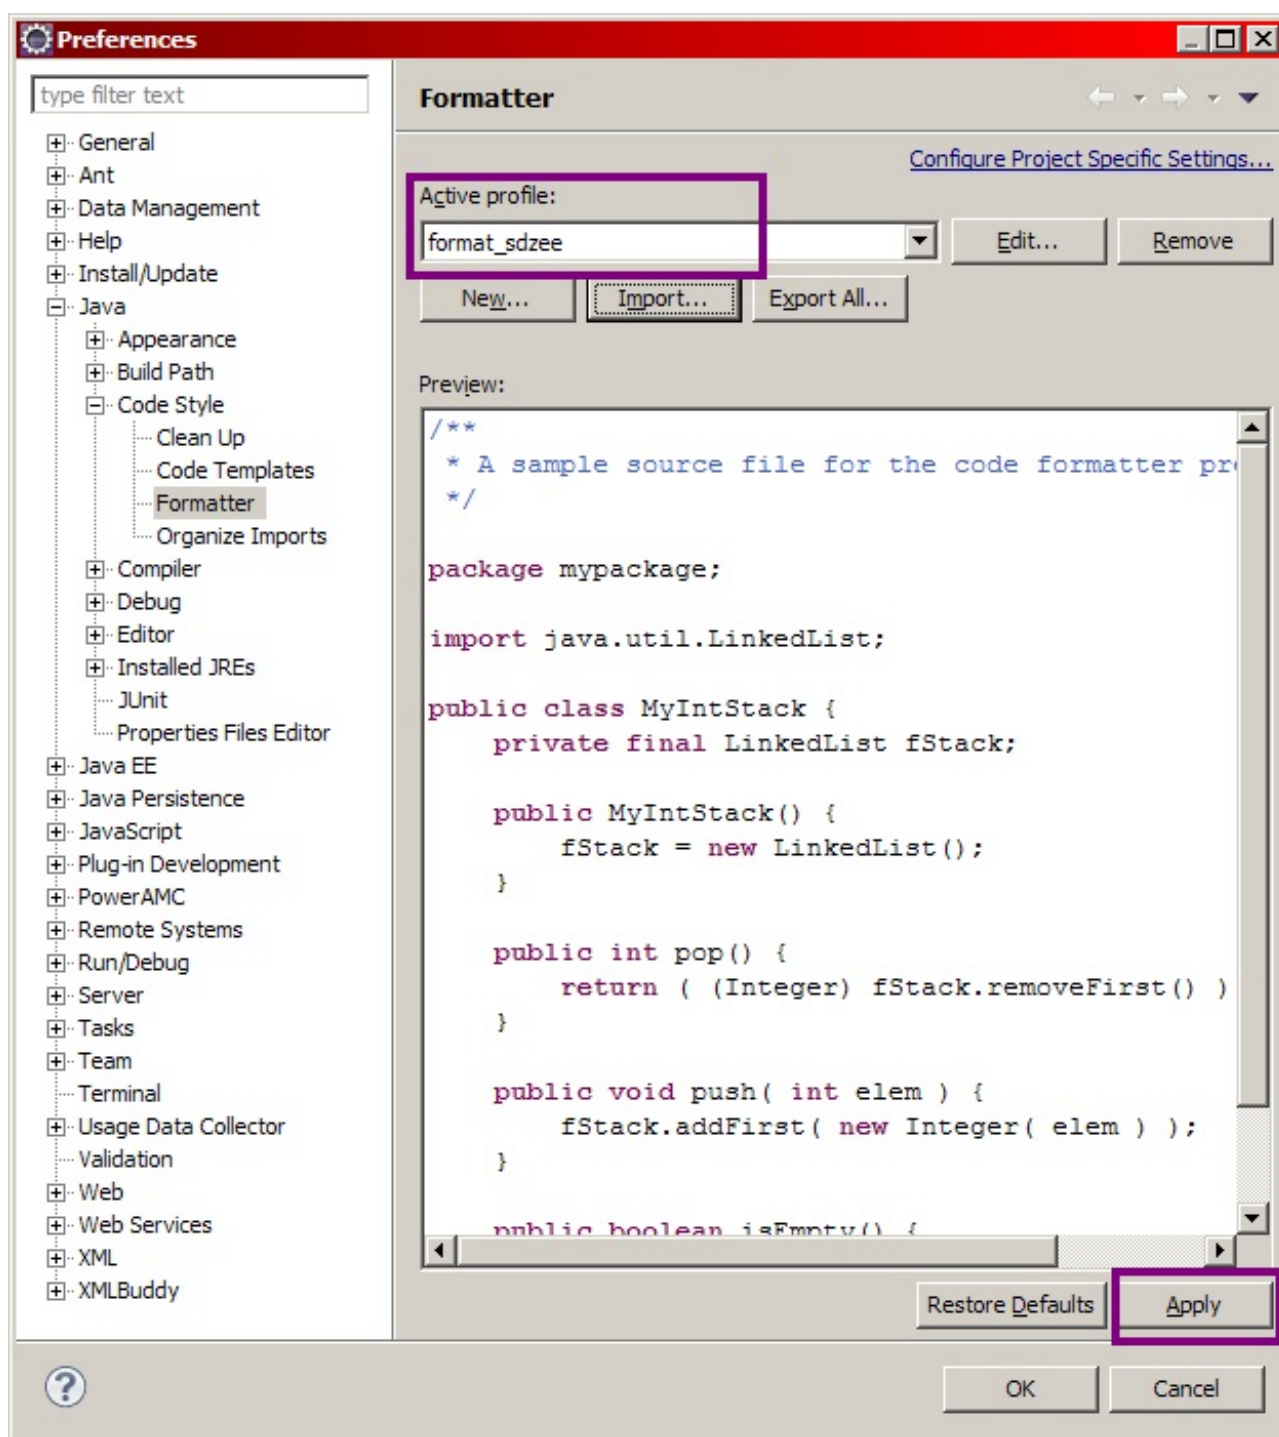 Preferences
type filter text
General
Ant
Data Management
Help
Install/Update
Java
Appearance
Build Path
Code Style
Clean Up
Code Templates
Formatter
Organize Imports
Compiler
Debug
Editor
Installed JREs
JUnit
Properties Files Editor
Java EE
Java Persistence
JavaScript
Plug-in Development
PowerAMC
Remote Systems
Run/Debug
Server
Tasks
Team
Terminal
Usage Data Collector
Validation
Web
Web Services
XML
XMLBuddy
Formatter
Configure Project Specific Settings...
Active profile:
format_sdzee
Edit...
Remove
New...
Import...
Export All...
Preview:
/**
 * A sample source file for the code formatter pr
 */
package mypackage;
import java.util.LinkedList;
public class MyIntStack {
    private final LinkedList fStack;
    public MyIntStack() {
        fStack = new LinkedList();
    }
    public int pop() {
        return ( (Integer) fStack.removeFirst() )
    }
    public void push( int elem ) {
        fStack.addFirst( new Integer( elem ) );
    }
    public boolean isEmpty() {
Restore Defaults
Apply
?
OK
Cancel